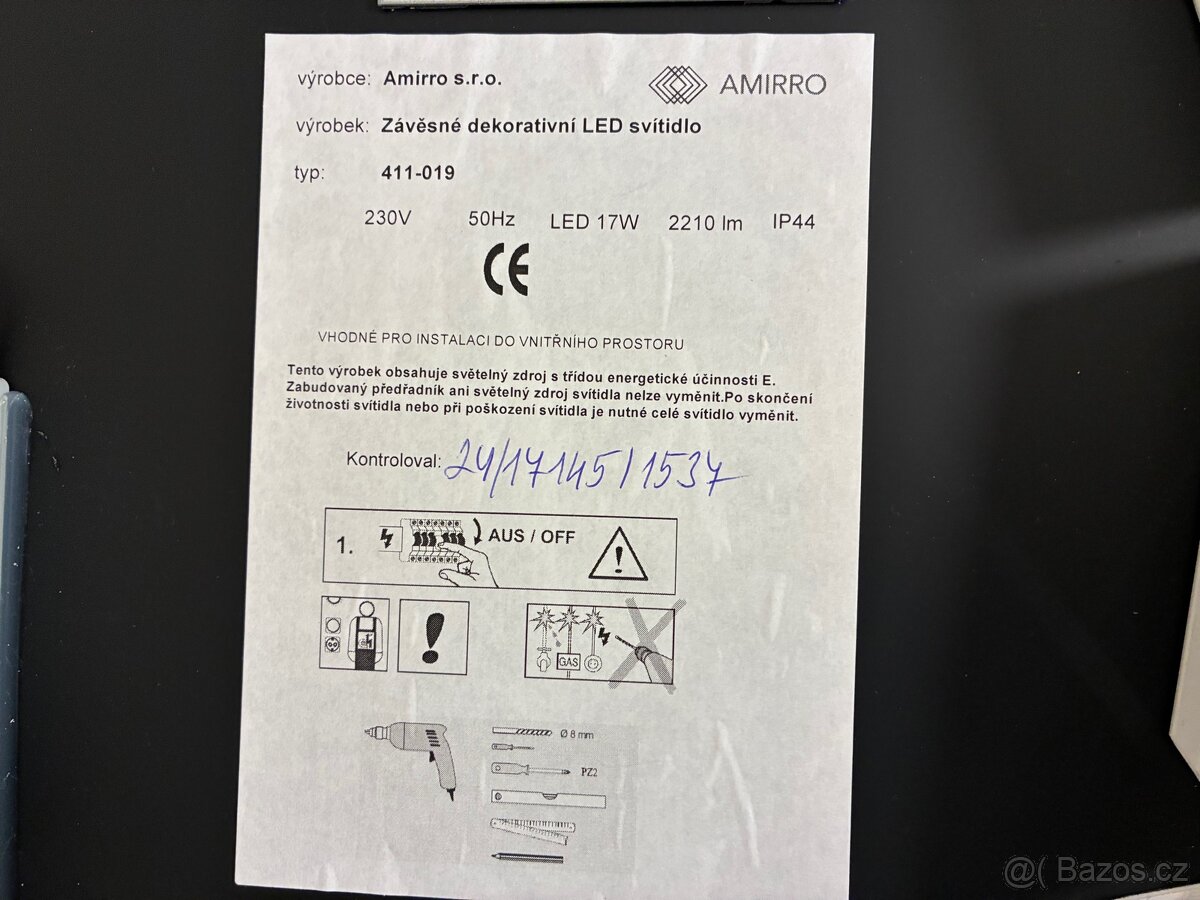 výrobce: Amirro s.r.o.
AMIRRO
výrobek: Závěsné dekorativní LED svítidlo
typ: 411-019
230V 50Hz LED 17W 2210 lm IP44
CE
VHODNÉ PRO INSTALACI DO VNITŘNÍHO PROSTORU
Tento výrobek obsahuje světelný zdroj s třídou energetické účinnosti E.
Zabudovaný předřadník ani světelný zdroj svítidla nelze vyměnit.Po skončení
životnosti svítidla nebo při poškození svítidla je nutné celé svítidlo vyměnit.
Kontroloval: 24/17145/1537
1. AUS / OFF
GAS
Ø 6 mm
PZ2
@( Bazos.cz